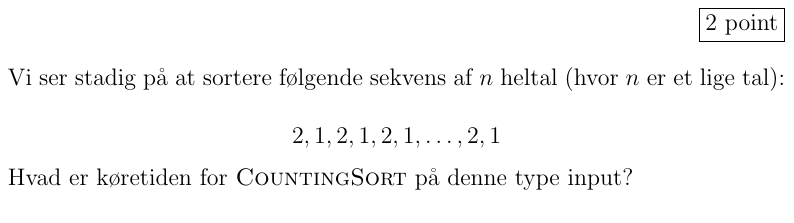 2 point
Vi ser stadig på at sortere følgende sekvens af n heltal (hvor n er et lige tal):
2, 1, 2, 1, 2, 1, . . . , 2, 1
Hvad er køretiden for COUNTINGSORT på denne type input?